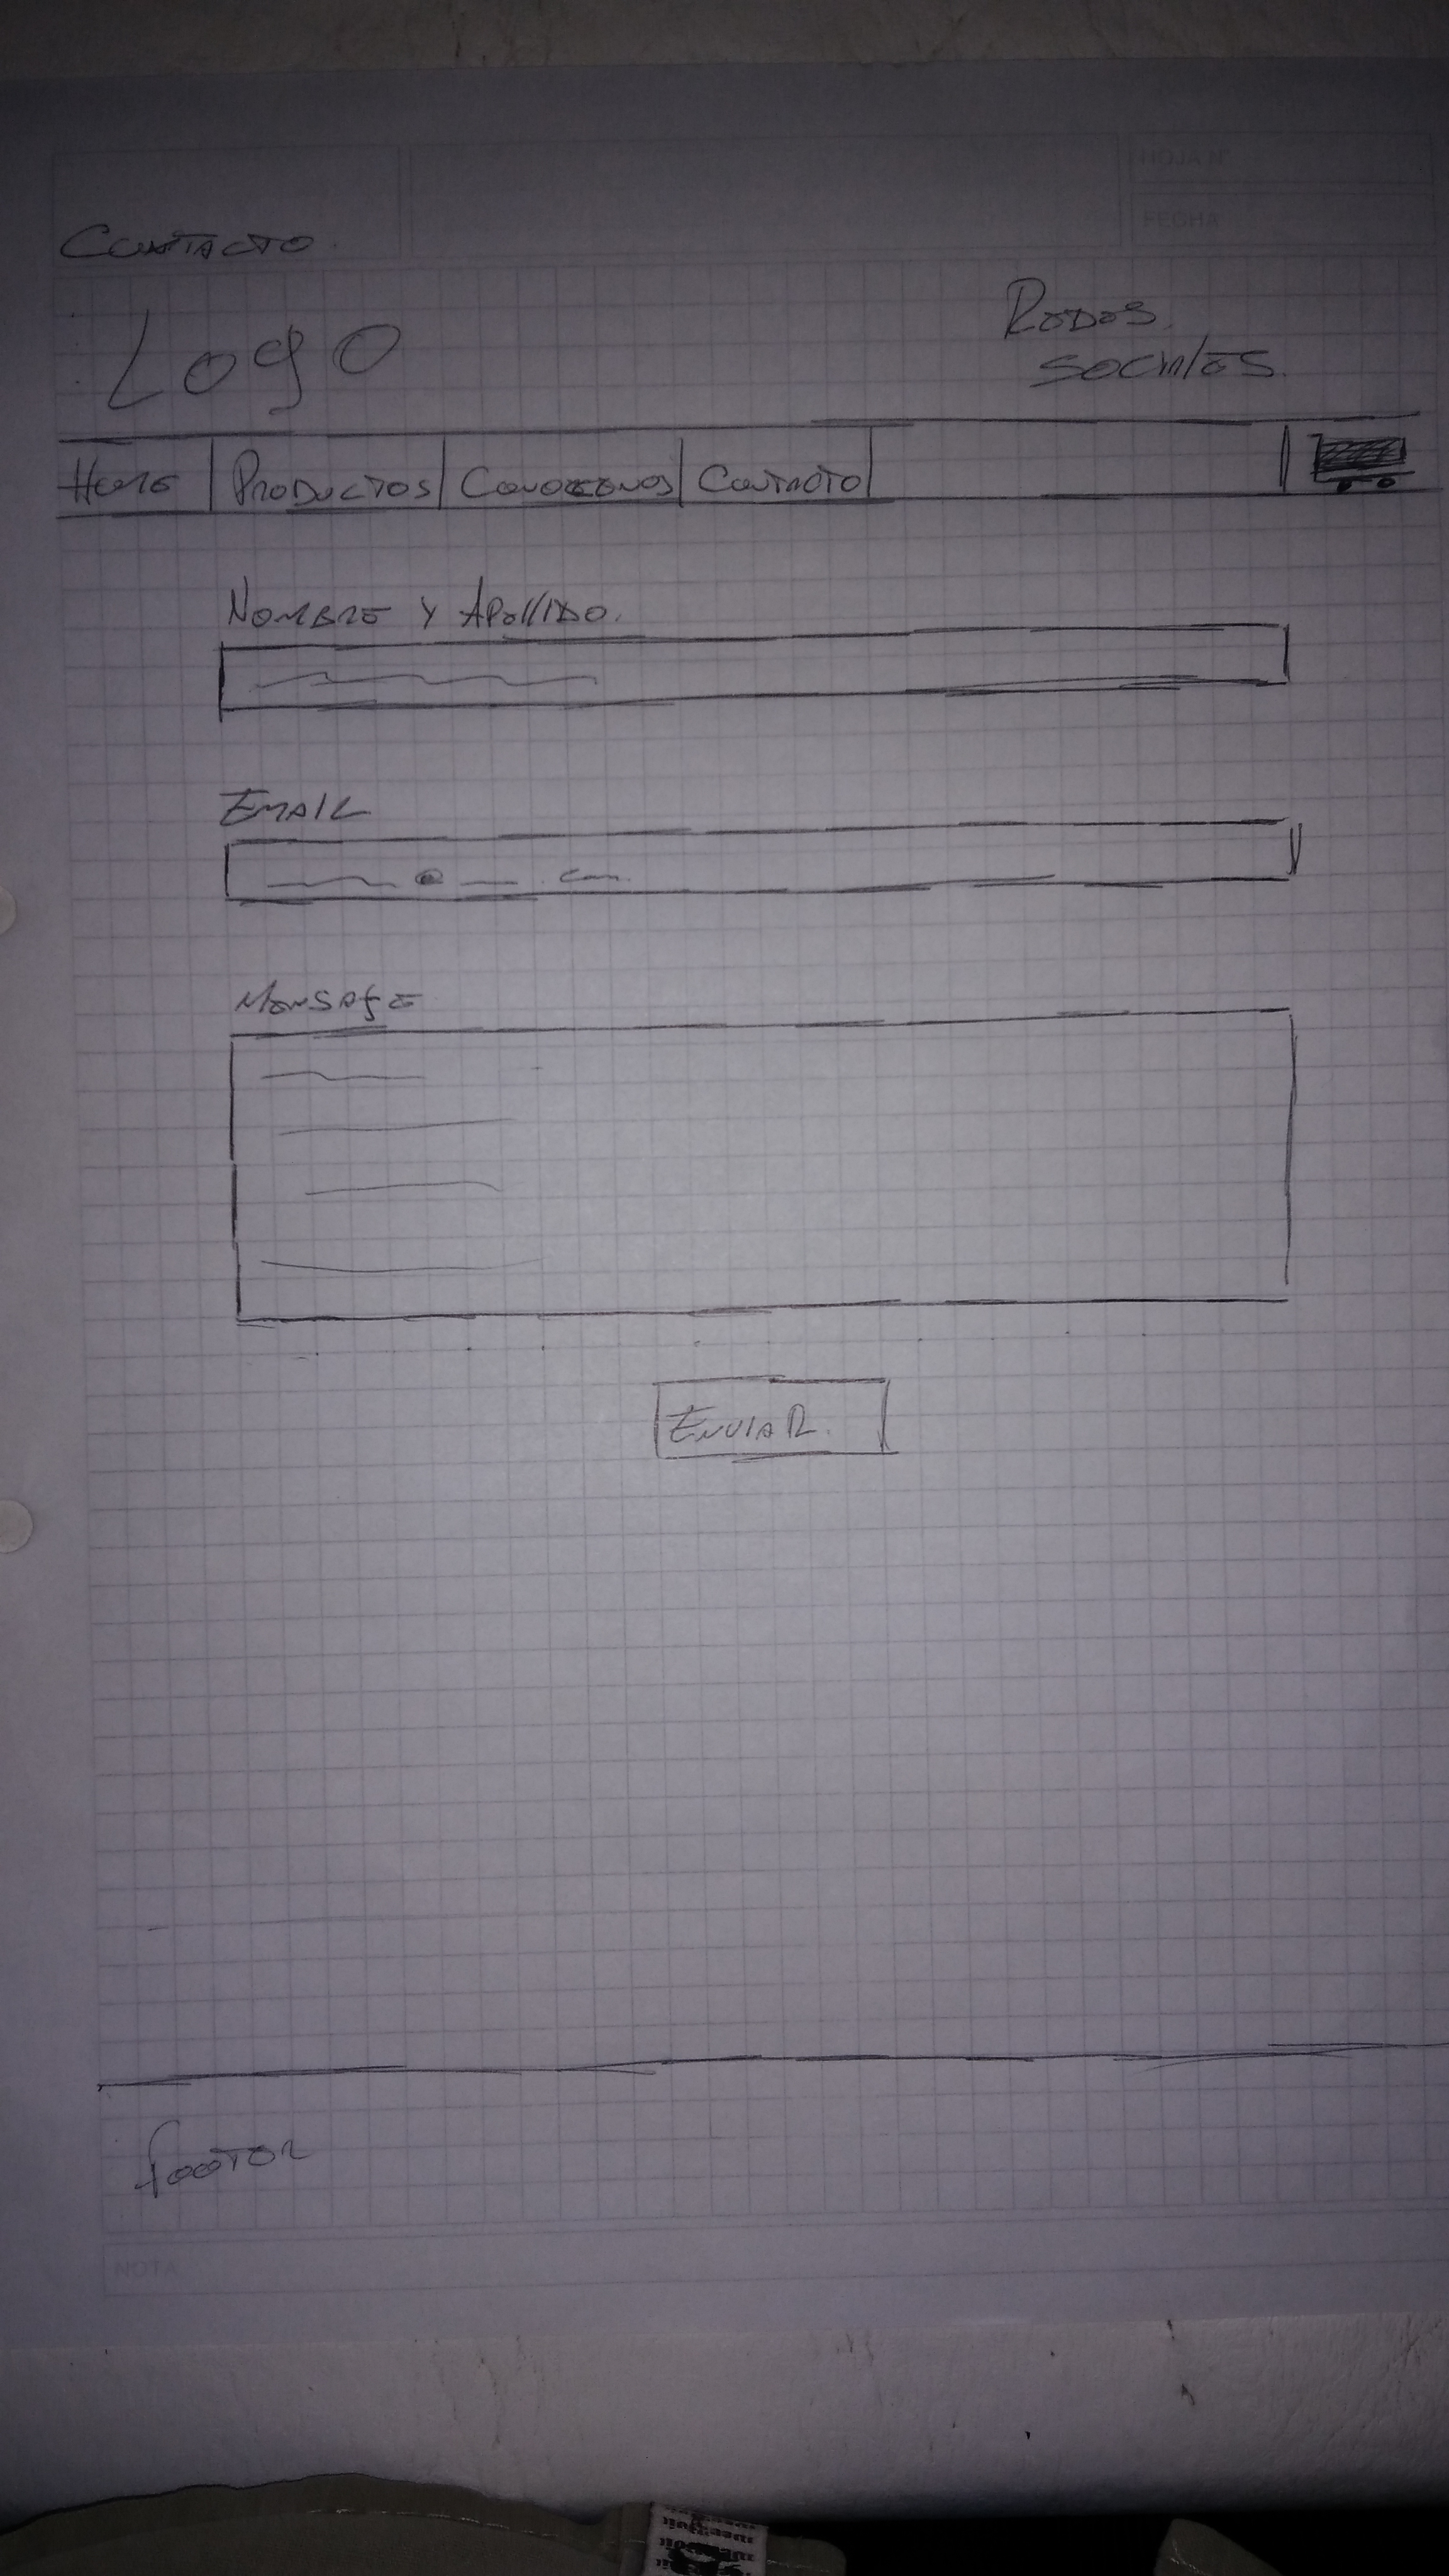 HOJA N°
FECHA
CONTACTO.
Logo
REDES
SOCIALES.
HOME PRODUCTOS CONOCENOS CONTACTO
NOMBRE Y APELLIDO.
EMAIL
@ .com.
MENSAJE
ENVIAR.
footer
NOTA